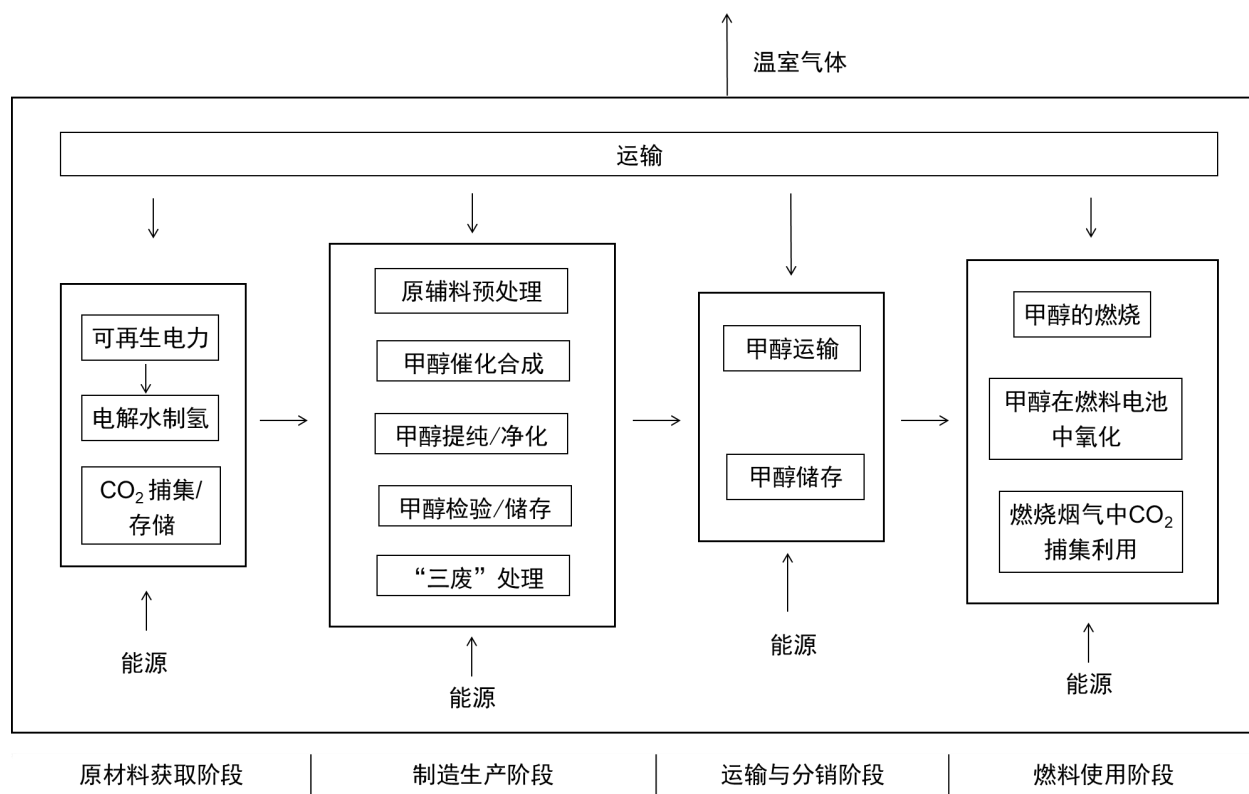 温室气体
运输
可再生电力
电解水制氢
CO₂ 捕集/
存储
能源
原辅料预处理
甲醇催化合成
甲醇提纯/净化
甲醇检验/储存
“三废”处理
能源
甲醇运输
甲醇储存
能源
甲醇的燃烧
甲醇在燃料电池
中氧化
燃烧烟气中CO₂
捕集利用
能源
原材料获取阶段
制造生产阶段
运输与分销阶段
燃料使用阶段